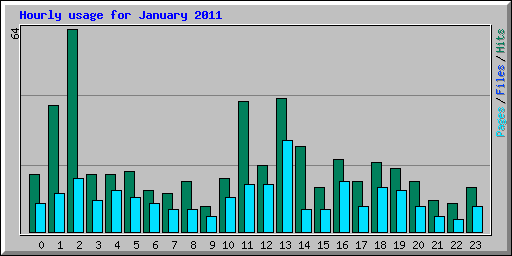 Hourly usage for January 2011
64
Pages/Files/Hits
0 1 2 3 4 5 6 7 8 9 10 11 12 13 14 15 16 17 18 19 20 21 22 23